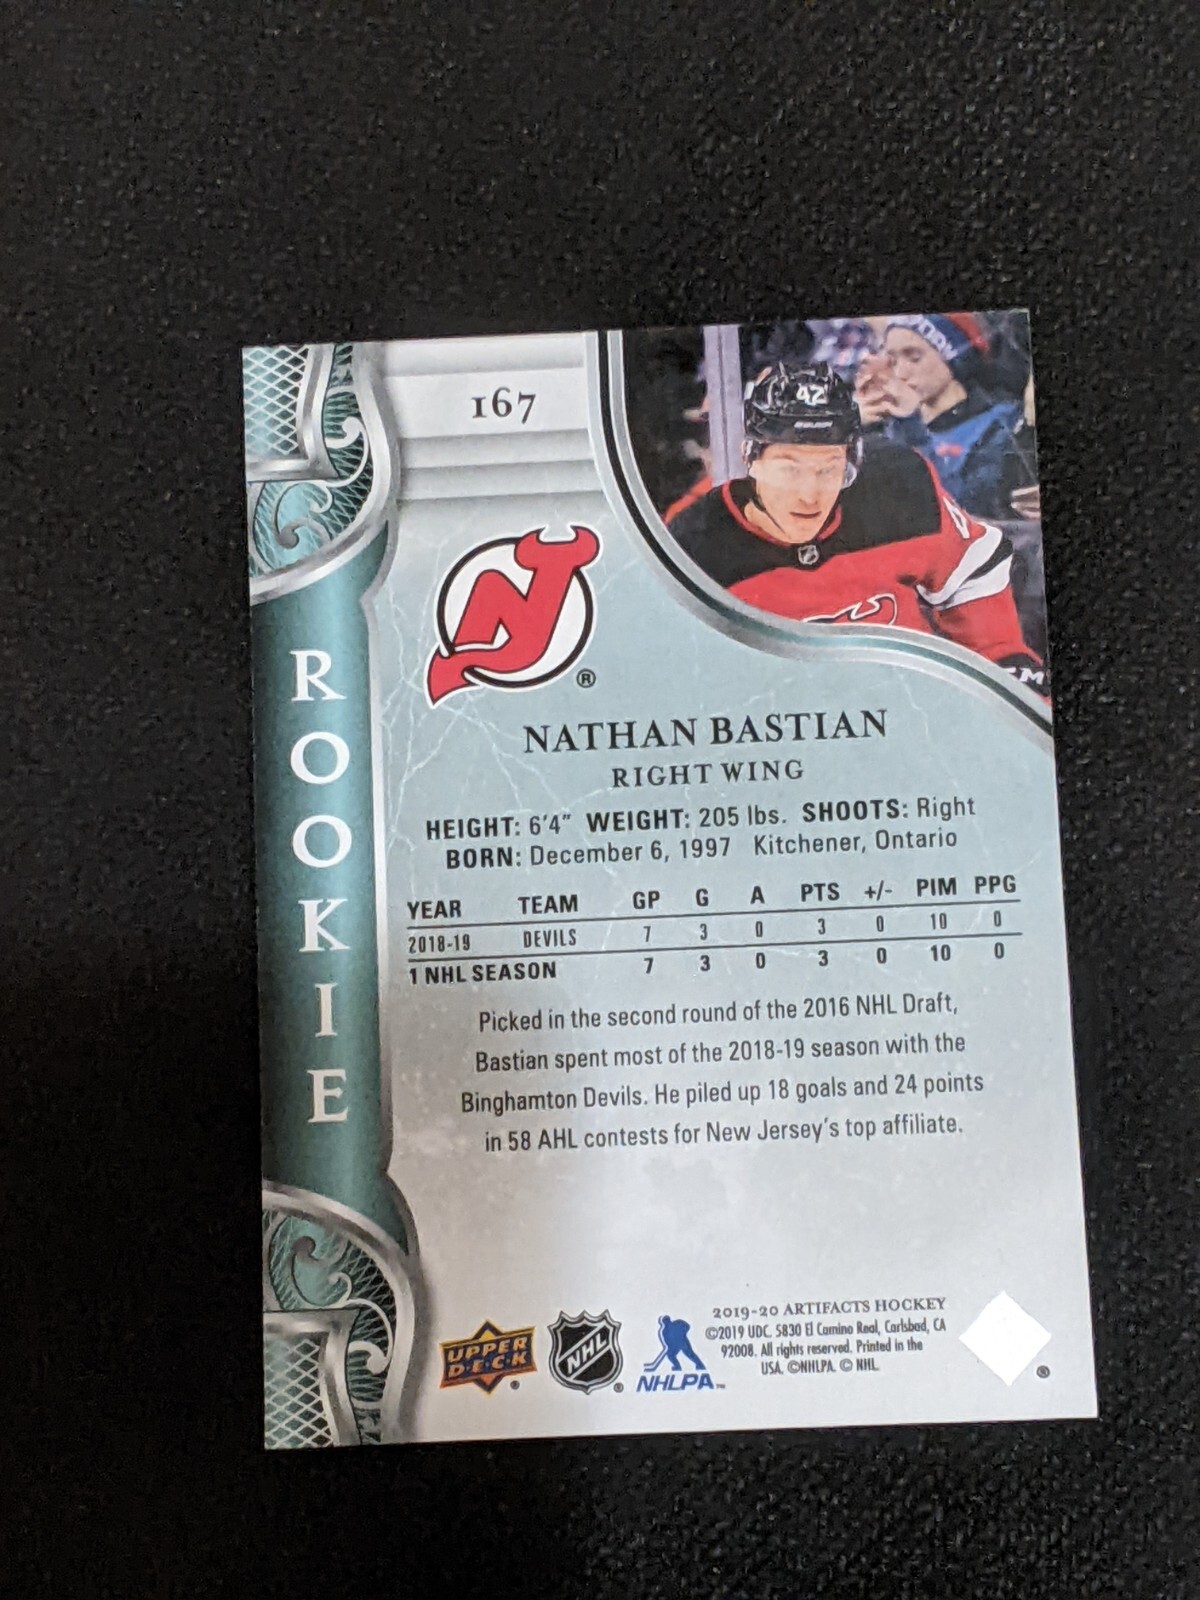 167
42
ROOKIE
NATHAN BASTIAN
RIGHT WING
HEIGHT: 6'4" WEIGHT: 205 lbs. SHOOTS: Right
BORN: December 6, 1997 Kitchener, Ontario
YEAR TEAM GP G A PTS +/- PIM PPG
2018-19 DEVILS 7 3 0 3 0 10 0
1 NHL SEASON 7 3 0 3 0 10 0
Picked in the second round of the 2016 NHL Draft,
Bastian spent most of the 2018-19 season with the
Binghamton Devils. He piled up 18 goals and 24 points
in 58 AHL contests for New Jersey's top affiliate.
UPPER
DECK
NHL
NHLPA™
2019-20 ARTIFACTS HOCKEY
©2019 UDC. 5830 El Camino Real, Carlsbad, CA
92008. All rights reserved. Printed in the
USA. ©NHLPA. © NHL.